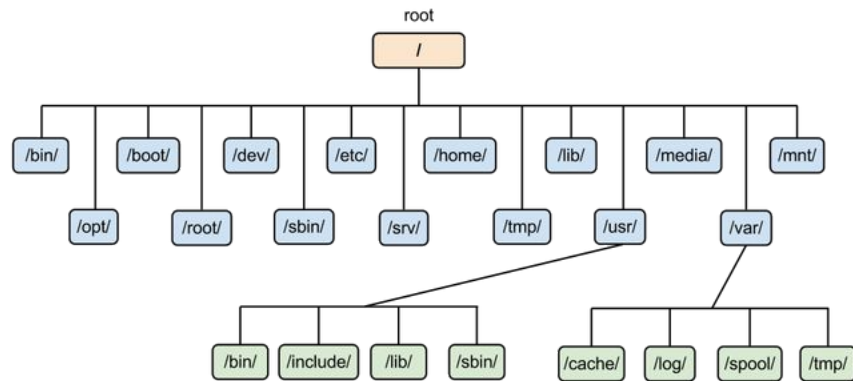 root
/
/bin/
/boot/
/dev/
/etc/
/home/
/lib/
/media/
/mnt/
/opt/
/root/
/sbin/
/srv/
/tmp/
/usr/
/var/
/bin/
/include/
/lib/
/sbin/
/cache/
/log/
/spool/
/tmp/